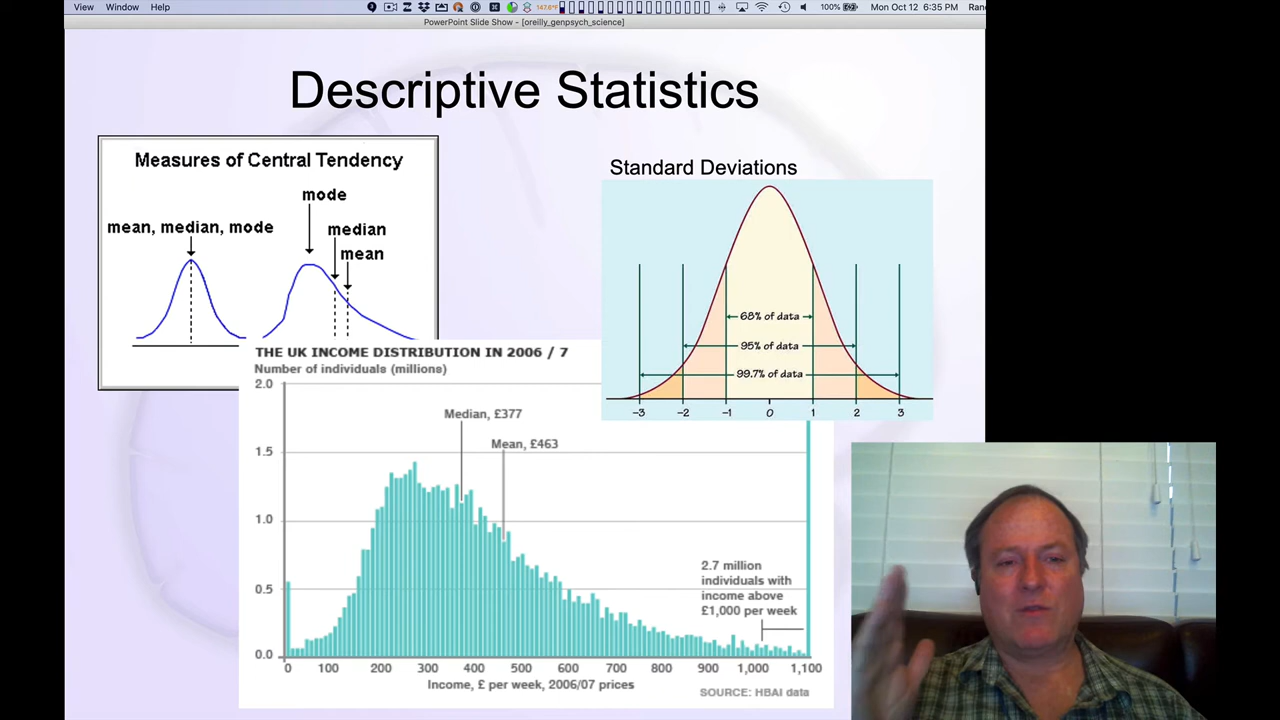 View Window Help
147.6°F
100%
Mon Oct 12 6:35 PM
PowerPoint Slide Show - [oreilly_genpsych_science]
Descriptive Statistics
Measures of Central Tendency
mean, median, mode
mode
median
mean
Standard Deviations
68% of data
95% of data
99.7% of data
-3 -2 -1 0 1 2 3
THE UK INCOME DISTRIBUTION IN 2006 / 7
Number of individuals (millions)
2.0
1.5
1.0
0.5
0.0
Median, £377
Mean, £463
2.7 million
individuals with
income above
£1,000 per week
0 100 200 300 400 500 600 700 800 900 1,000 1,100
Income, £ per week, 2006/07 prices
SOURCE: HBAI data